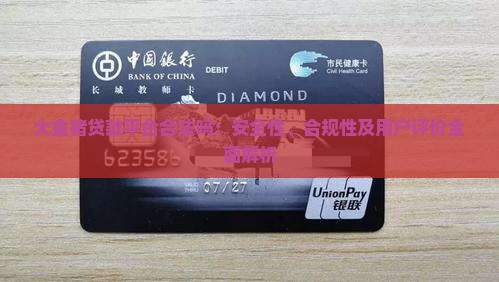 中国银行
BANK OF CHINA
DEBIT
市民健康卡
Civil Health Card
长城教师卡
DIAMOND
大金猪贷款平台合法吗？安全性、合规性及用户评价全
面解析
623586
07/27
UnionPay
银联